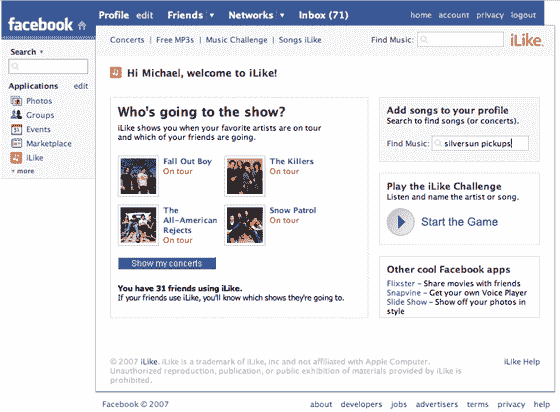 facebook
Profile edit Friends Networks Inbox (71) home account privacy logout
Search
Applications edit
Photos
Groups
Events
Marketplace
iLike
more
Concerts | Free MP3s | Music Challenge | Songs iLike Find Music: iLike
Hi Michael, welcome to iLike!
Who's going to the show?
iLike shows you when your favorite artists are on tour
and which of your friends are going.
Fall Out Boy
On tour
The Killers
On tour
The
All-American
Rejects
On tour
Snow Patrol
On tour
Show my concerts
You have 31 friends using iLike.
If your friends use iLike, you'll know which shows they're going to.
Add songs to your profile
Search to find songs (or concerts).
Find Music: silversun pickups
Play the iLike Challenge
Listen and name the artist or song.
Start the Game
Other cool Facebook apps
Flixster – Share movies with friends
Snapvine – Get your own Voice Player
Slide Show – Show off your photos in
style
© 2007 iLike. iLike is a trademark of iLike, inc and not affiliated with Apple Computer.
Unauthorized reproduction, publication, or public exhibition of materials provided by iLike is
prohibited.
iLike Help
Facebook © 2007 about developers jobs advertisers terms privacy help